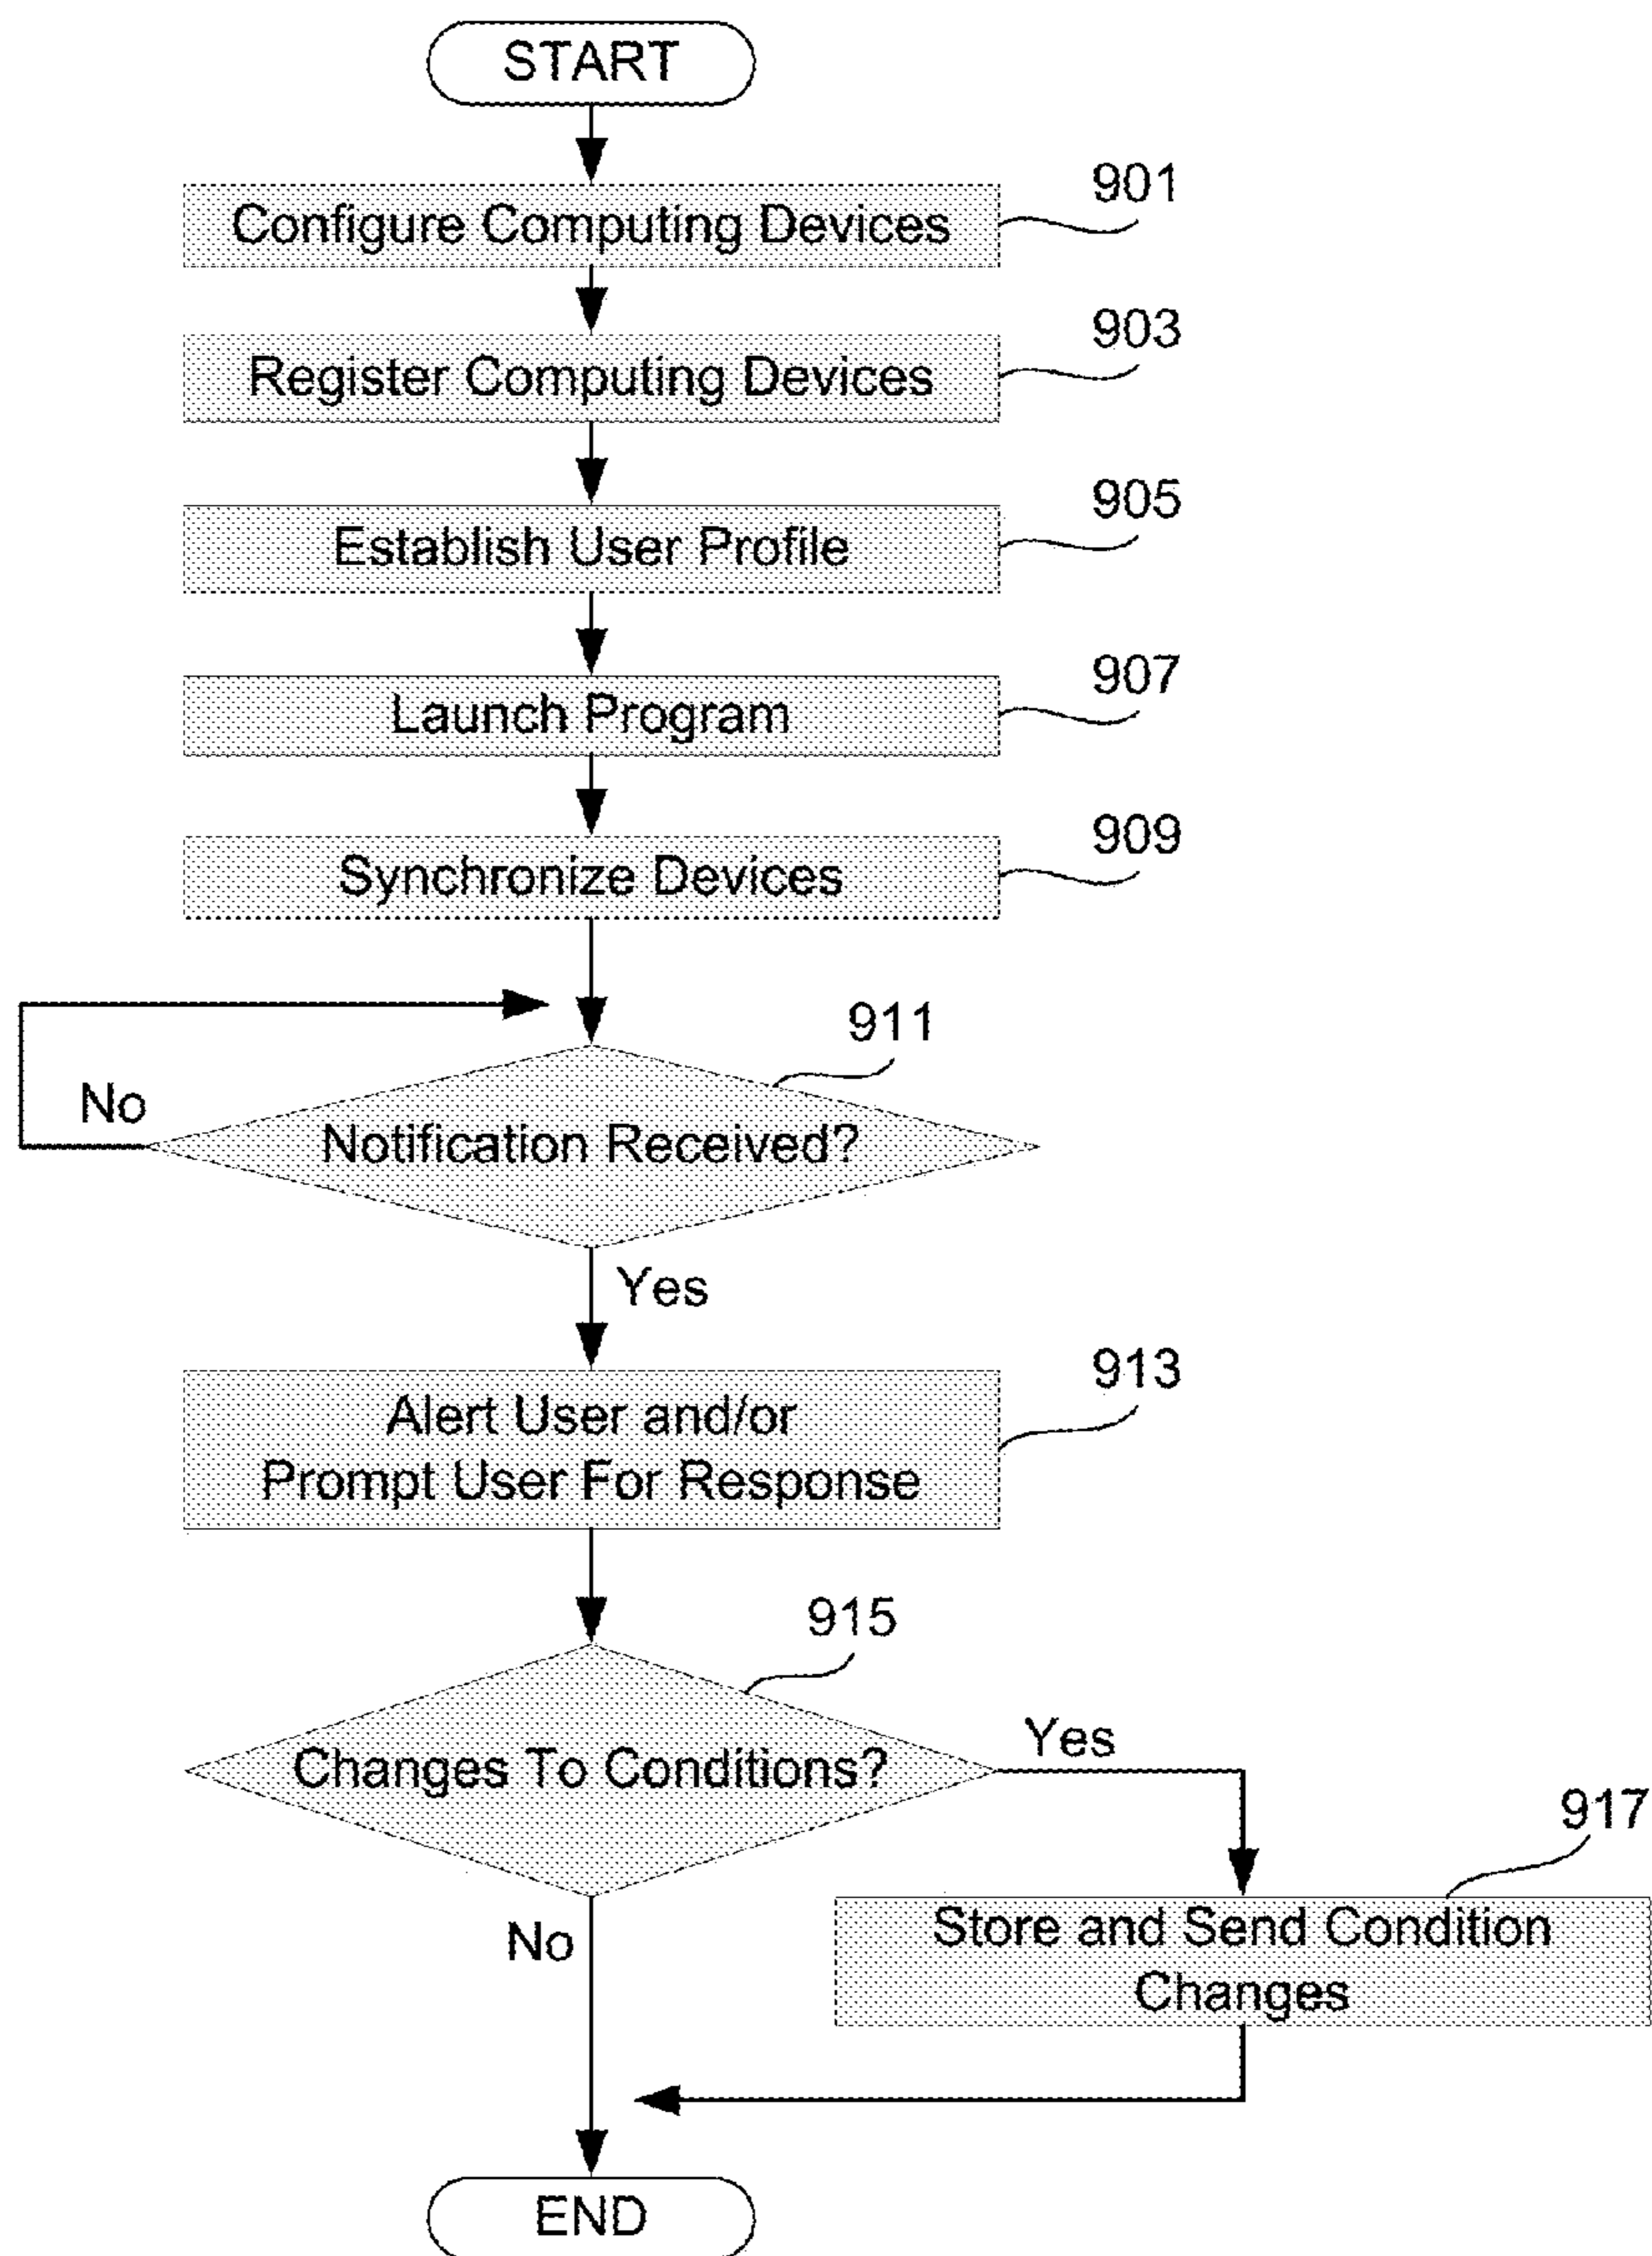 START
Configure Computing Devices
901
Register Computing Devices
903
Establish User Profile
905
Launch Program
907
Synchronize Devices
909
911
No
Notification Received?
Yes
Alert User and/or
Prompt User For Response
913
915
Changes To Conditions?
Yes
917
No
Store and Send Condition
Changes
END